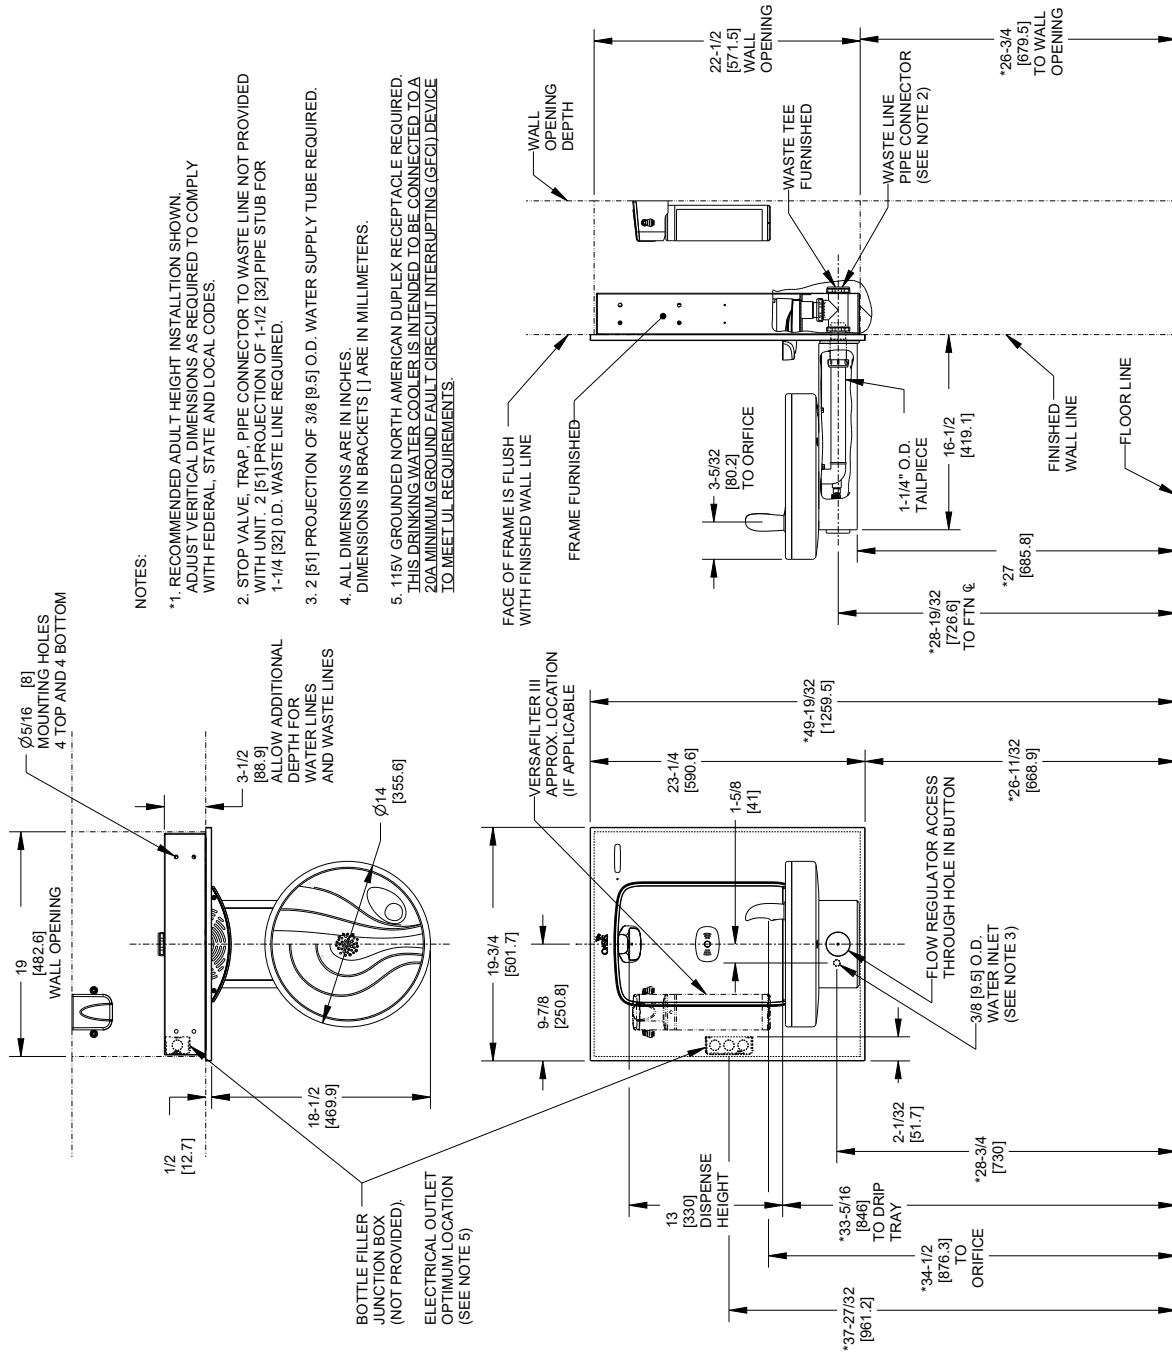 Ø5/16 [8]
MOUNTING HOLES
4 TOP AND 4 BOTTOM
19
[482.6]
WALL OPENING
3-1/2
[88.9]
ALLOW ADDITIONAL
DEPTH FOR
WATER LINES
AND WASTE LINES
Ø14
[355.6]
1/2
[12.7]
18-1/2
[469.9]
BOTTLE FILLER
JUNCTION BOX
(NOT PROVIDED).
ELECTRICAL OUTLET
OPTIMUM LOCATION
(SEE NOTE 5)
NOTES:
*1. RECOMMENDED ADULT HEIGHT INSTALLTION SHOWN.
ADJUST VERITICAL DIMENSIONS AS REQUIRED TO COMPLY
WITH FEDERAL, STATE AND LOCAL CODES.
2. STOP VALVE, TRAP, PIPE CONNECTOR TO WASTE LINE NOT PROVIDED
WITH UNIT. 2 [51] PROJECTION OF 1-1/2 [32] PIPE STUB FOR
1-1/4 [32] O.D. WASTE LINE REQUIRED.
3. 2 [51] PROJECTION OF 3/8 [9.5] O.D. WATER SUPPLY TUBE REQUIRED.
4. ALL DIMENSIONS ARE IN INCHES.
DIMENSIONS IN BRACKETS [ ] ARE IN MILLIMETERS.
5. 115V GROUNDED NORTH AMERICAN DUPLEX RECEPTACLE REQUIRED.
THIS DRINKING WATER COOLER IS INTENDED TO BE CONNECTED TO A
20A MINIMUM GROUND FAULT CIRECUIT INTERRUPTING (GFCI) DEVICE
TO MEET UL REQUIREMENTS.
VERSAFILTER III
APPROX. LOCATION
(IF APPLICABLE
19-3/4
[501.7]
9-7/8
[250.8]
23-1/4
[590.6]
1-5/8
[41]
*49-19/32
[1259.5]
*26-11/32
[668.9]
FLOW REGULATOR ACCESS
THROUGH HOLE IN BUTTON
3/8 [9.5] O.D.
WATER INLET
(SEE NOTE 3)
2-1/32
[51.7]
*28-3/4
[730]
13
[330]
DISPENSE
HEIGHT
*33-5/16
[846]
TO DRIP
TRAY
*34-1/2
[876.3]
TO
ORIFICE
*37-27/32
[961.2]
FACE OF FRAME IS FLUSH
WITH FINISHED WALL LINE
FRAME FURNISHED
WALL
OPENING
DEPTH
22-1/2
[571.5]
WALL
OPENING
*26-3/4
[679.5]
TO WALL
OPENING
WASTE TEE
FURNISHED
WASTE LINE
PIPE CONNECTOR
(SEE NOTE 2)
3-5/32
[80.2]
TO ORIFICE
1-1/4" O.D.
TAILPIECE
16-1/2
[419.1]
FINISHED
WALL LINE
FLOOR LINE
*27
[685.8]
*28-19/32
[726.6]
TO FTN ℄